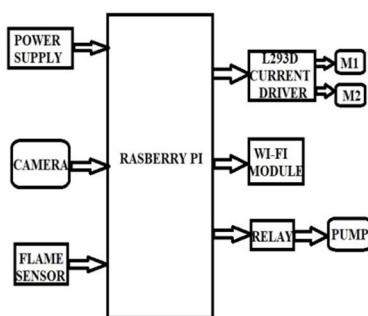 POWER
SUPPLY
CAMERA
FLAME
SENSOR
RASBERRY PI
L293D
CURRENT
DRIVER
M1
M2
WI-FI
MODULE
RELAY
PUMP